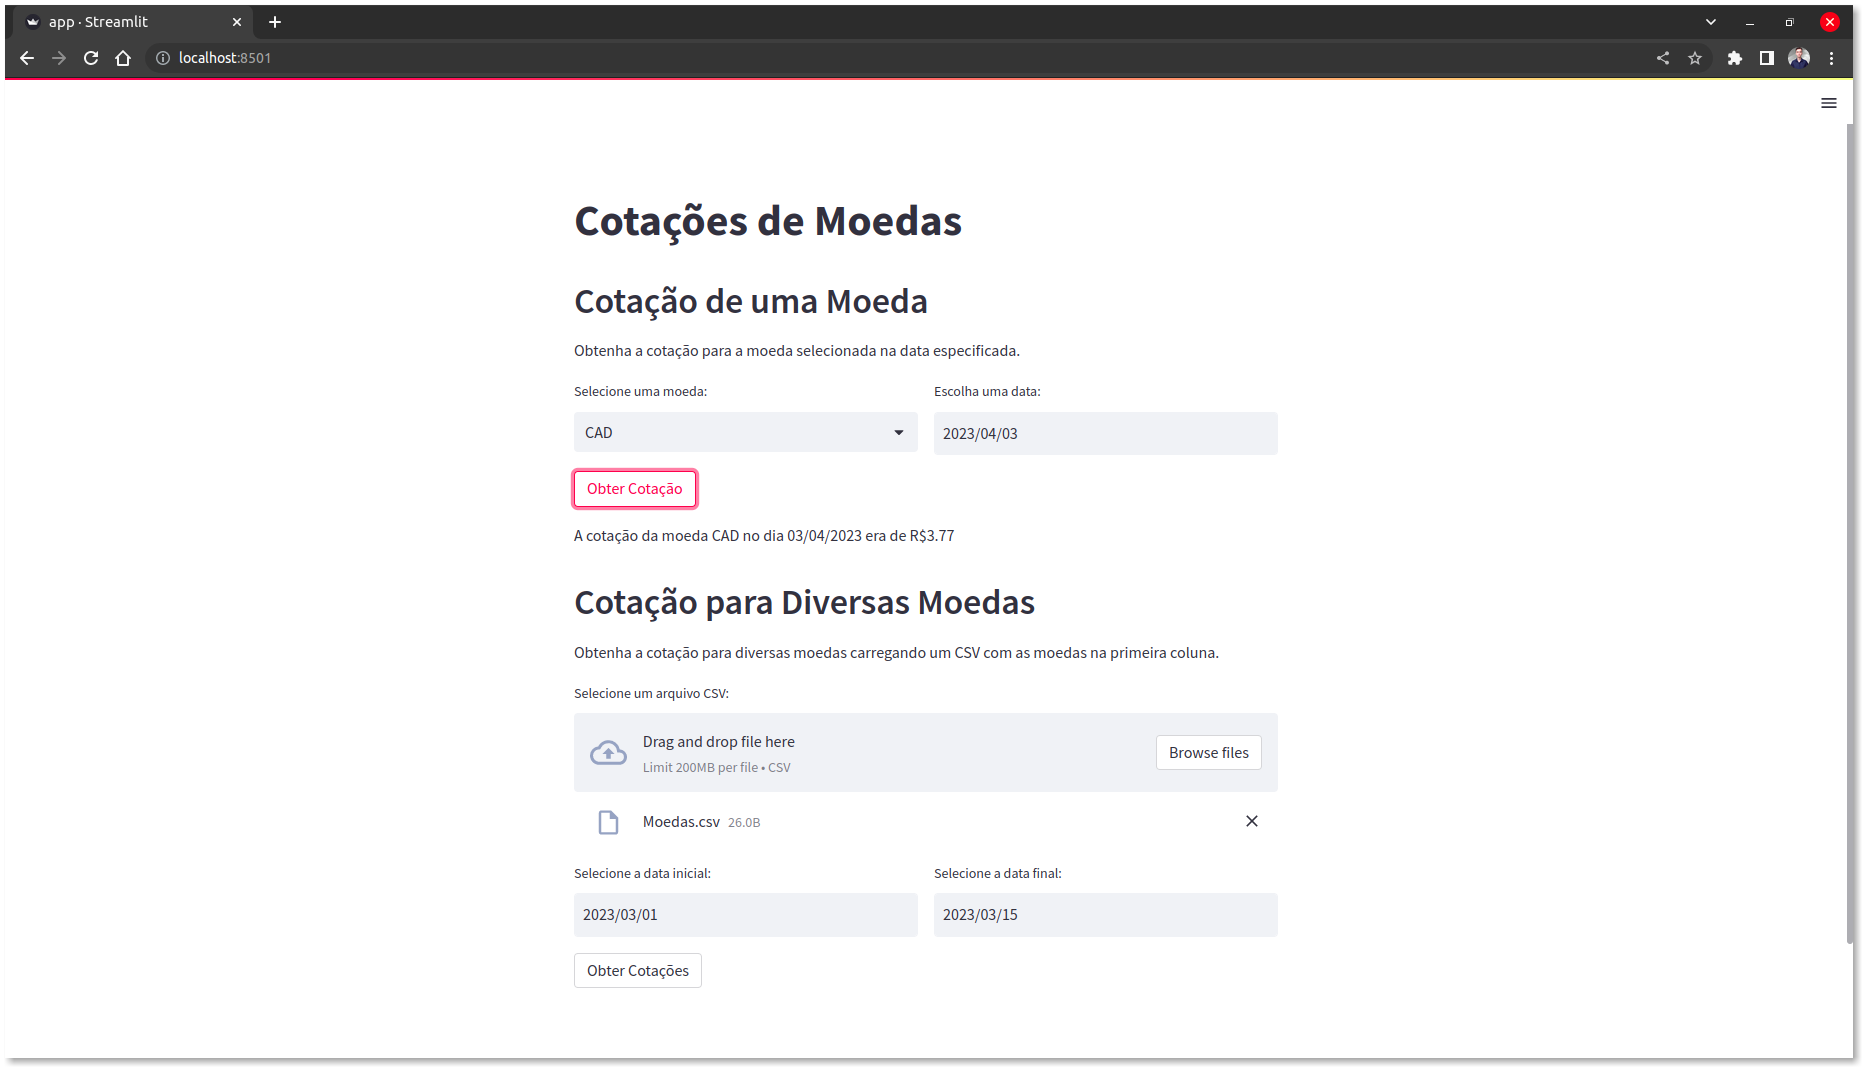 app · Streamlit
localhost:8501
Cotações de Moedas
Cotação de uma Moeda
Obtenha a cotação para a moeda selecionada na data especificada.
Selecione uma moeda:
Escolha uma data:
CAD
2023/04/03
Obter Cotação
A cotação da moeda CAD no dia 03/04/2023 era de R$3.77
Cotação para Diversas Moedas
Obtenha a cotação para diversas moedas carregando um CSV com as moedas na primeira coluna.
Selecione um arquivo CSV:
Drag and drop file here
Limit 200MB per file • CSV
Browse files
Moedas.csv 26.0B
Selecione a data inicial:
Selecione a data final:
2023/03/01
2023/03/15
Obter Cotações